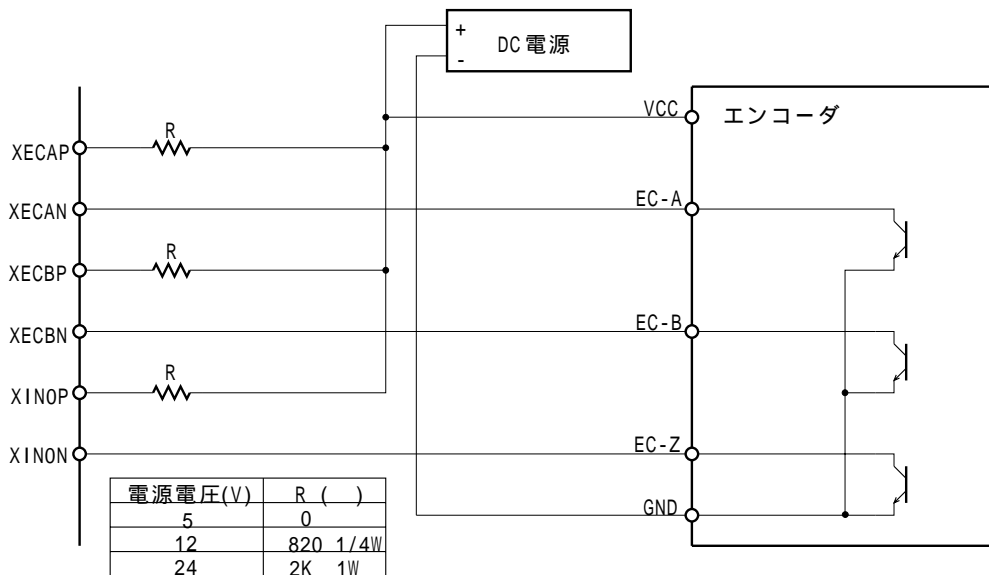 +
DC電源
-
VCC
エンコーダ
R
XECAP
XECAN
EC-A
R
XECBP
XECBN
EC-B
R
XINOP
XINON
EC-Z
GND
電源電圧(V) R ( )
5 0
12 820 1/4W
24 2K 1W